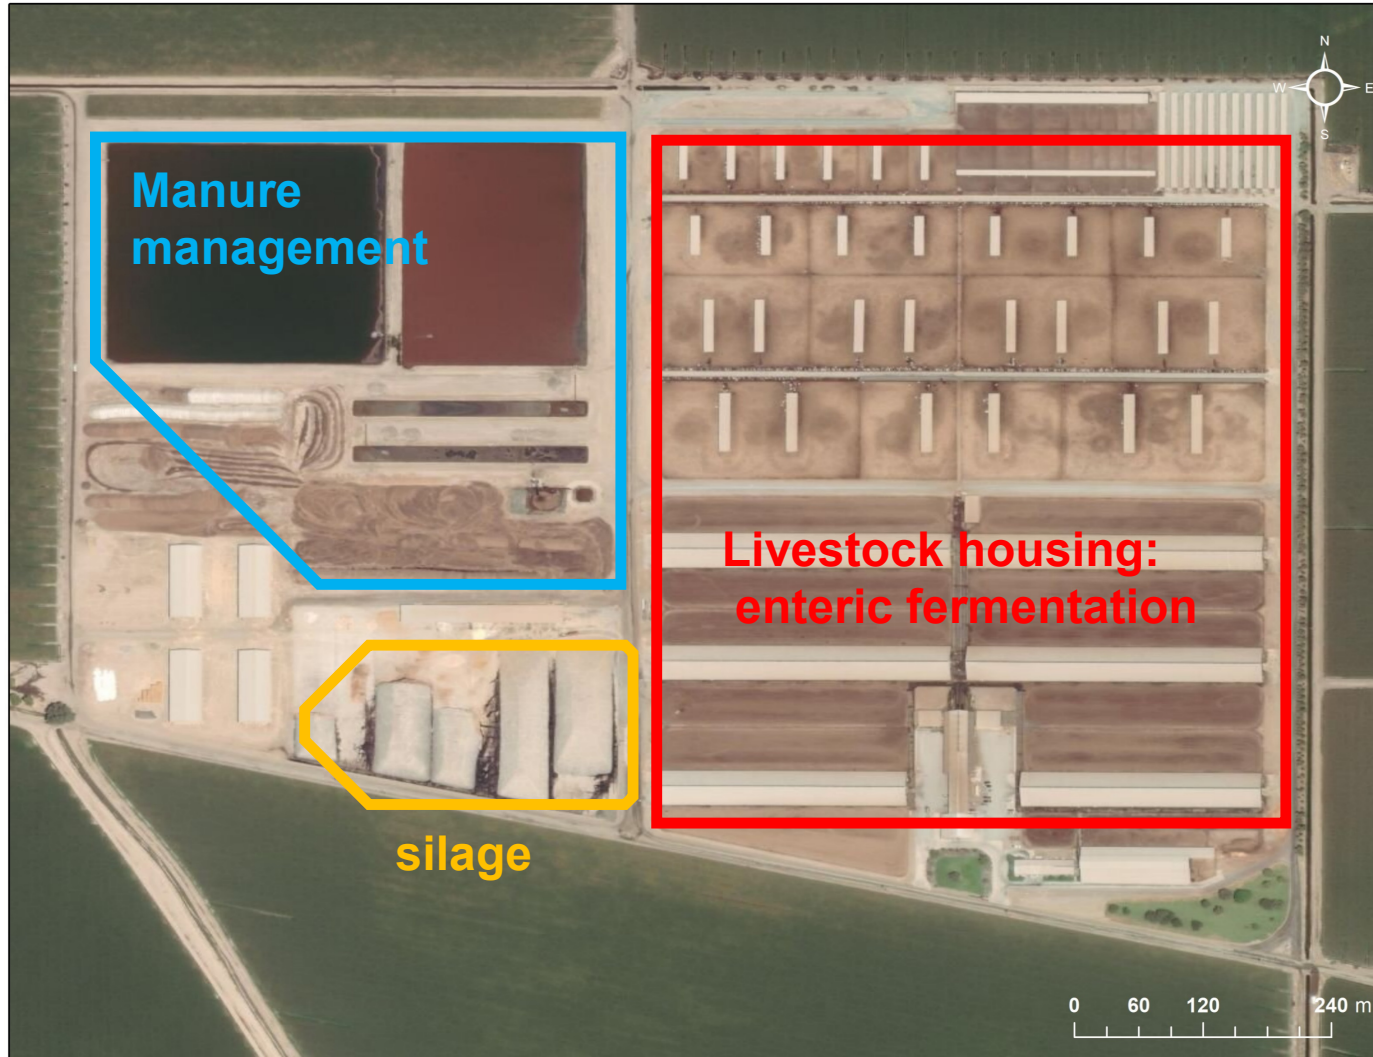 N
W E
S
Manure
management
Livestock housing:
enteric fermentation
silage
0 60 120 240 m